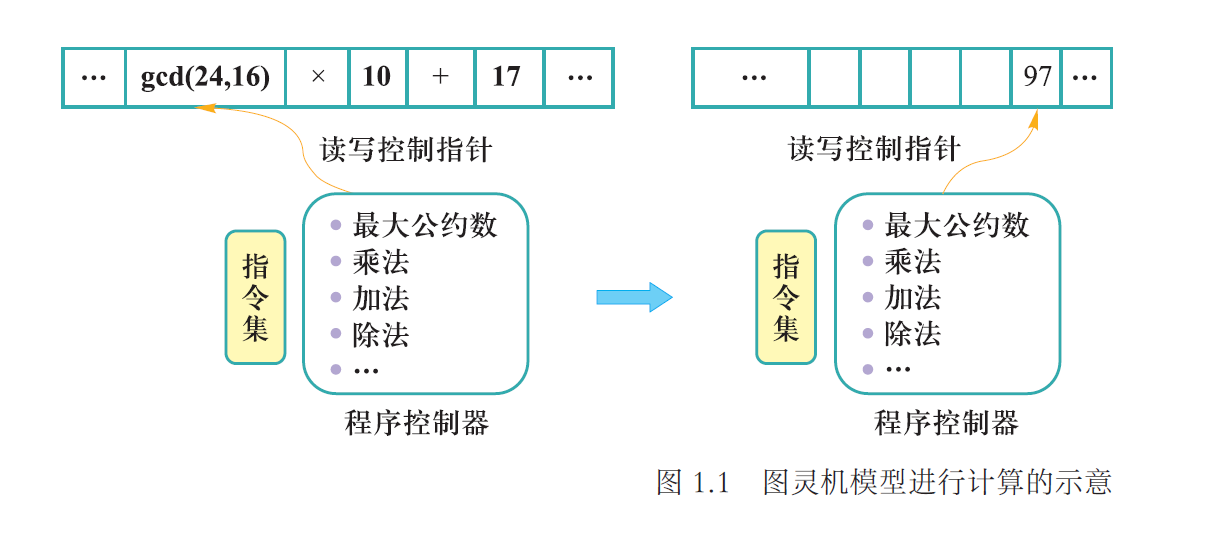 … gcd(24,16) × 10 + 17 …
读写控制指针
指令集
• 最大公约数
• 乘法
• 加法
• 除法
• …
程序控制器
… 97 …
读写控制指针
指令集
• 最大公约数
• 乘法
• 加法
• 除法
• …
程序控制器
图 1.1 图灵机模型进行计算的示意